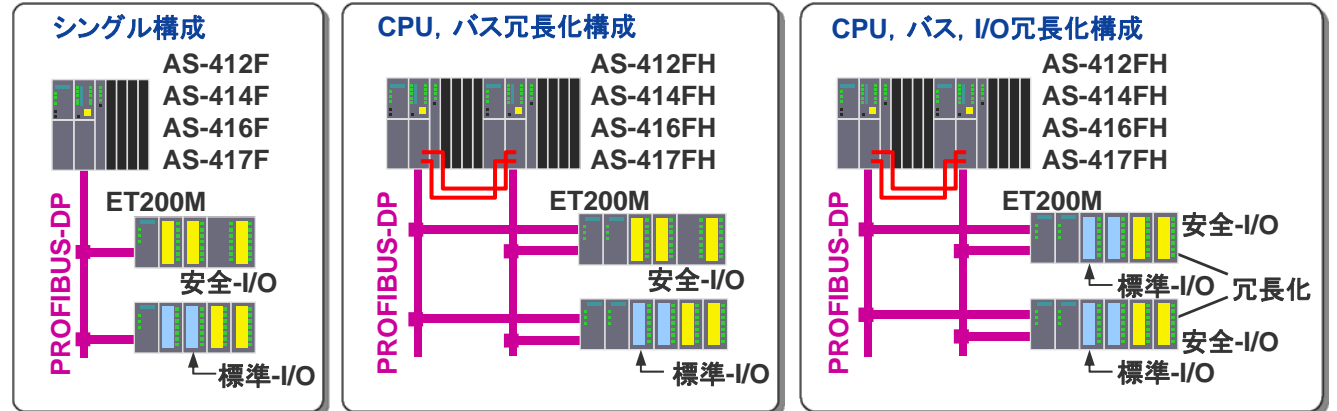 シングル構成
AS-412F
AS-414F
AS-416F
AS-417F
PROFIBUS-DP
ET200M
安全-I/O
標準-I/O
CPU, バス冗長化構成
AS-412FH
AS-414FH
AS-416FH
AS-417FH
PROFIBUS-DP
ET200M
安全-I/O
標準-I/O
CPU, バス, I/O冗長化構成
AS-412FH
AS-414FH
AS-416FH
AS-417FH
PROFIBUS-DP
ET200M
安全-I/O
標準-I/O
冗長化
安全-I/O
標準-I/O